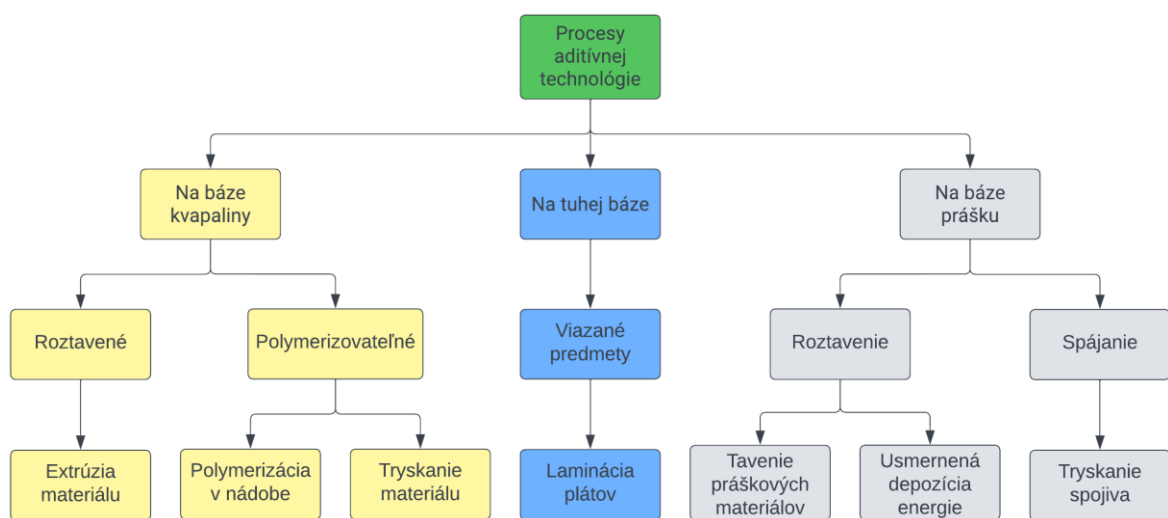 Procesy
aditívnej
technológie
Na báze
kvapaliny
Na tuhej báze
Na báze
prášku
Roztavené
Polymerizovateľné
Viazané
predmety
Roztavenie
Spájanie
Extrúzia
materiálu
Polymerizácia
v nádobe
Tryskanie
materiálu
Laminácia
plátov
Tavenie
práškových
materiálov
Usmernená
depozícia
energie
Tryskanie
spojiva